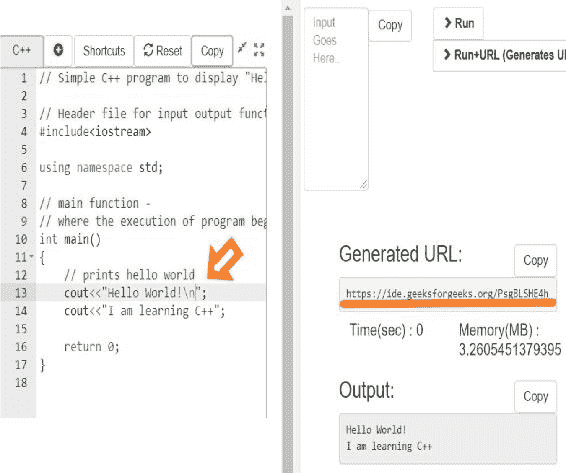 C++ Shortcuts Reset Copy
1 // Simple C++ program to display "He
2
3 // Header file for input output funct
4 #include<iostream>
5
6 using namespace std;
7
8 // main function -
9 // where the execution of program beg
10 int main()
11 {
12 // prints hello world
13 cout<<"Hello World!\n";
14 cout<<"I am learning C++";
15
16 return 0;
17 }
18
Input
Goes
Here..
Copy
Run
Run+URL (Generates U
Generated URL:
Copy
https://ide.geeksforgeeks.org/PsgBLSHE4h
Time(sec) : 0
Memory(MB) :
3.2605451379395
Output:
Copy
Hello World!
I am learning C++